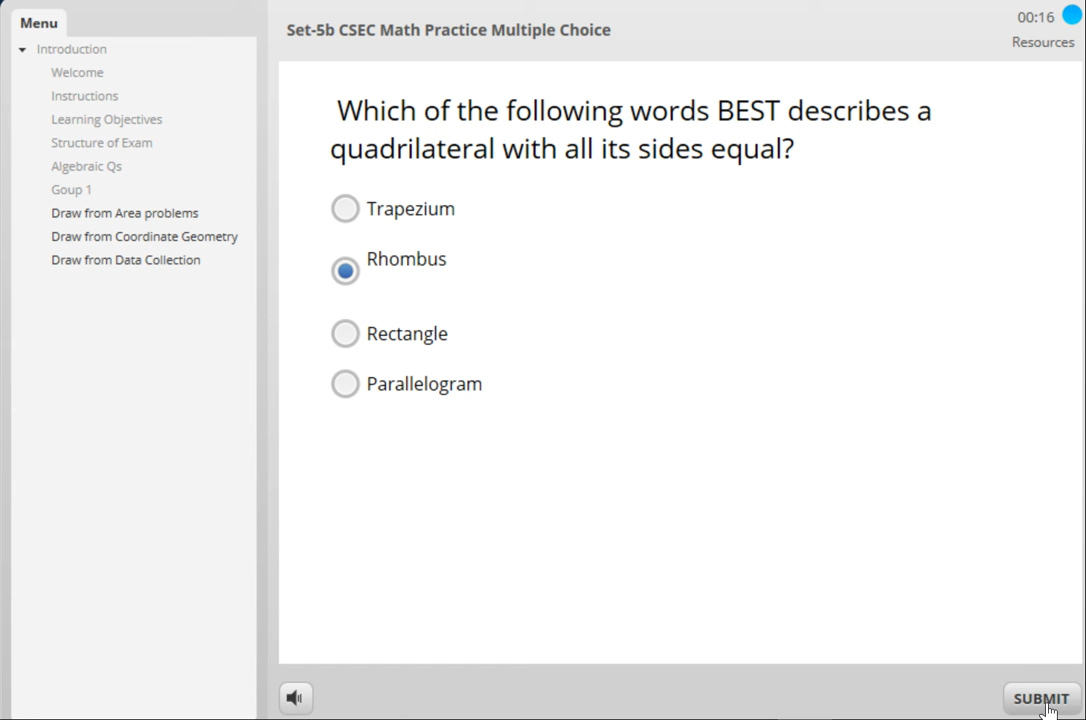 Menu
Introduction
Welcome
Instructions
Learning Objectives
Structure of Exam
Algebraic Qs
Goup 1
Draw from Area problems
Draw from Coordinate Geometry
Draw from Data Collection
Set-5b CSEC Math Practice Multiple Choice
00:16
Resources
Which of the following words BEST describes a
quadrilateral with all its sides equal?
Trapezium
Rhombus
Rectangle
Parallelogram
SUBMIT